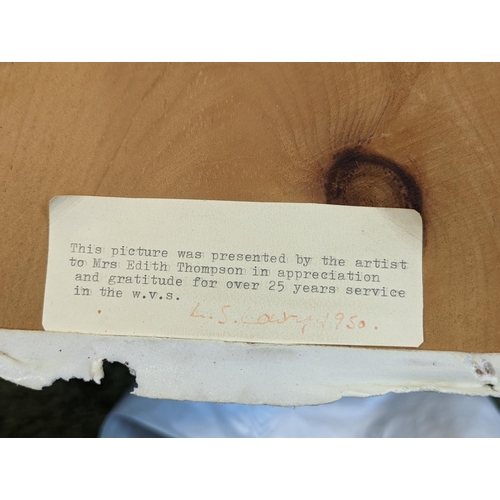 This picture was presented by the artist
to Mrs Edith Thompson in appreciation
and gratitude for over 25 years service
in the w.v.s.
L. S. Lowry 1950.